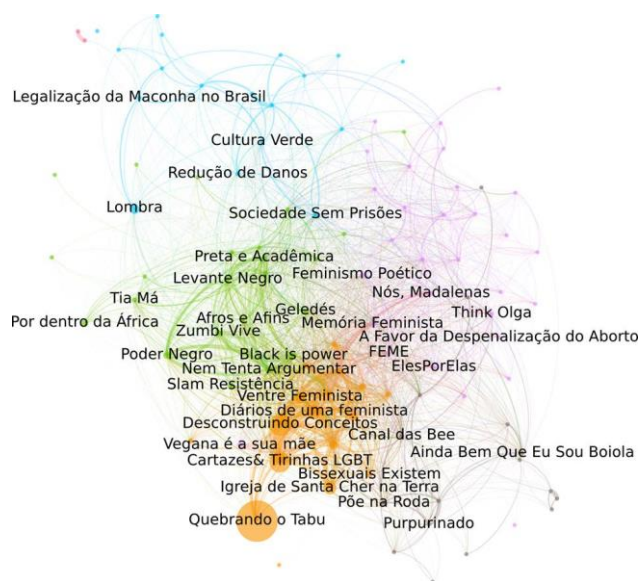 Legalização da Maconha no Brasil
Cultura Verde
Redução de Danos
Lombra
Sociedade Sem Prisões
Preta e Acadêmica
Feminismo Poético
Levante Negro
Nós, Madalenas
Tia Má
Geledés
Think Olga
Por dentro da África
Afros e Afins
Memória Feminista
Zumbi Vive
A Favor da Despenalização do Aborto
Poder Negro
Black is power
FEME
Nem Tenta Argumentar
ElesPorElas
Slam Resistência
Ventre Feminista
Diários de uma feminista
Desconstruindo Conceitos
Canal das Bee
Vegana é a sua mãe
Ainda Bem Que Eu Sou Boiola
Cartazes& Tirinhas LGBT
Bissexuais Existem
Igreja de Santa Cher na Terra
Põe na Roda
Quebrando o Tabu
Purpurinado